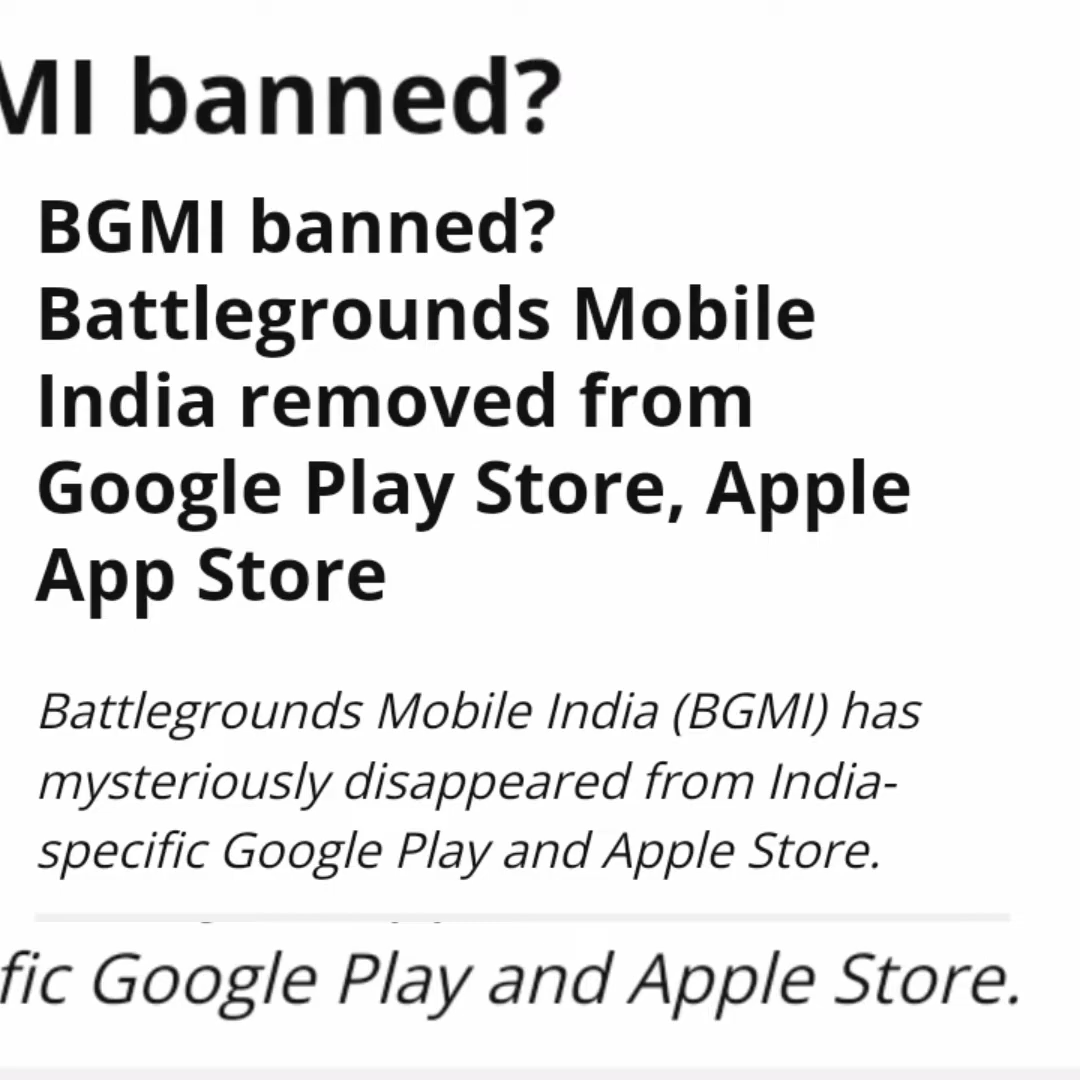 MI banned?
BGMI banned?
Battlegrounds Mobile
India removed from
Google Play Store, Apple
App Store
Battlegrounds Mobile India (BGMI) has
mysteriously disappeared from India-
specific Google Play and Apple Store.
fic Google Play and Apple Store.